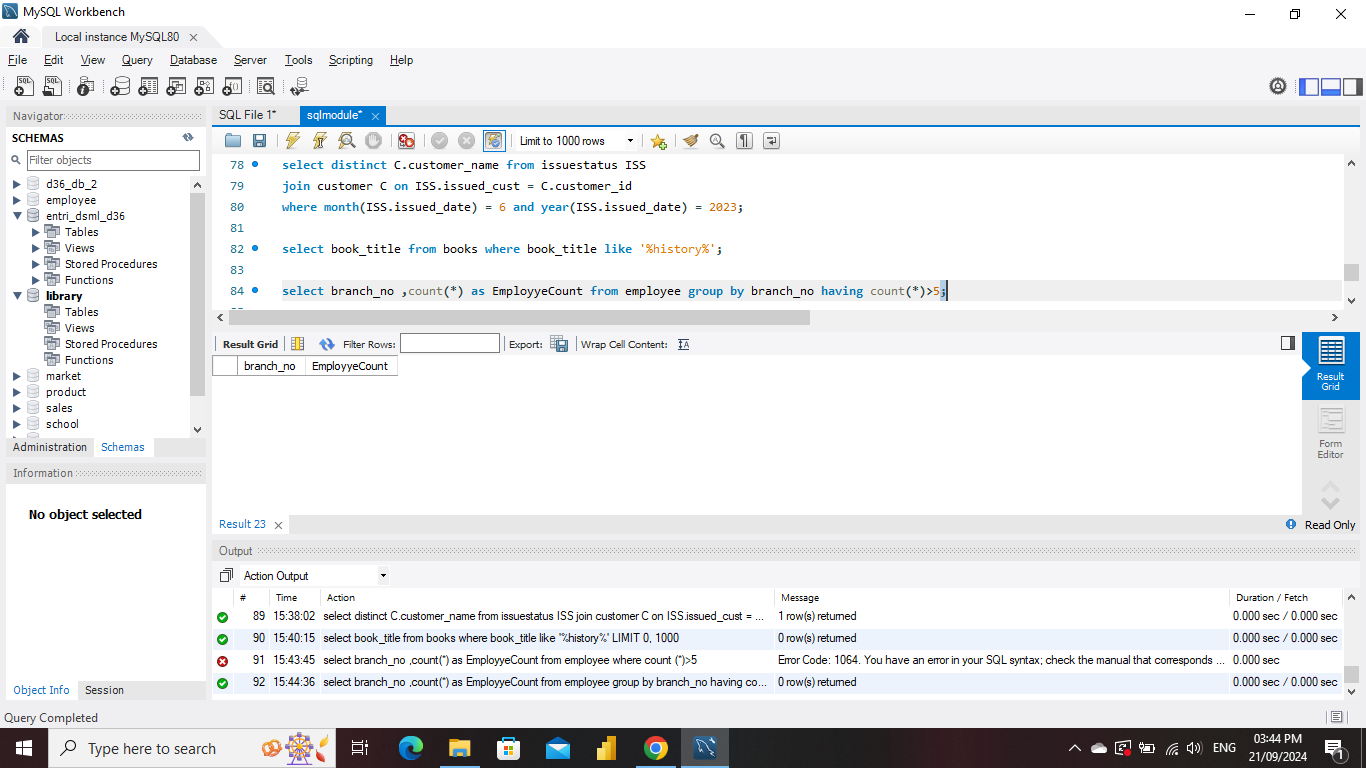 MySQL Workbench
Local instance MySQL80
File Edit View Query Database Server Tools Scripting Help
Navigator
SCHEMAS
Filter objects
d36_db_2
employee
entri_dsml_d36
Tables
Views
Stored Procedures
Functions
library
Tables
Views
Stored Procedures
Functions
market
product
sales
school
Administration Schemas
Information
No object selected
Object Info Session
SQL File 1* sqlmodule*
Limit to 1000 rows
78 select distinct C.customer_name from issuestatus ISS
79 join customer C on ISS.issued_cust = C.customer_id
80 where month(ISS.issued_date) = 6 and year(ISS.issued_date) = 2023;
81
82 select book_title from books where book_title like '%history%';
83
84 select branch_no ,count(*) as EmployyeCount from employee group by branch_no having count(*)>5;
Result Grid Filter Rows: Export: Wrap Cell Content:
branch_no EmployyeCount
Result Grid
Form Editor
Result 23 Read Only
Output
Action Output
# Time Action Message Duration / Fetch
89 15:38:02 select distinct C.customer_name from issuestatus ISS join customer C on ISS.issued_cust = ... 1 row(s) returned 0.000 sec / 0.000 sec
90 15:40:15 select book_title from books where book_title like '%history%' LIMIT 0, 1000 0 row(s) returned 0.000 sec / 0.000 sec
91 15:43:45 select branch_no ,count(*) as EmployyeCount from employee where count (*)>5 Error Code: 1064. You have an error in your SQL syntax; check the manual that corresponds ... 0.000 sec
92 15:44:36 select branch_no ,count(*) as EmployyeCount from employee group by branch_no having co... 0 row(s) returned 0.000 sec / 0.000 sec
Query Completed
Type here to search
ENG
03:44 PM
21/09/2024
1